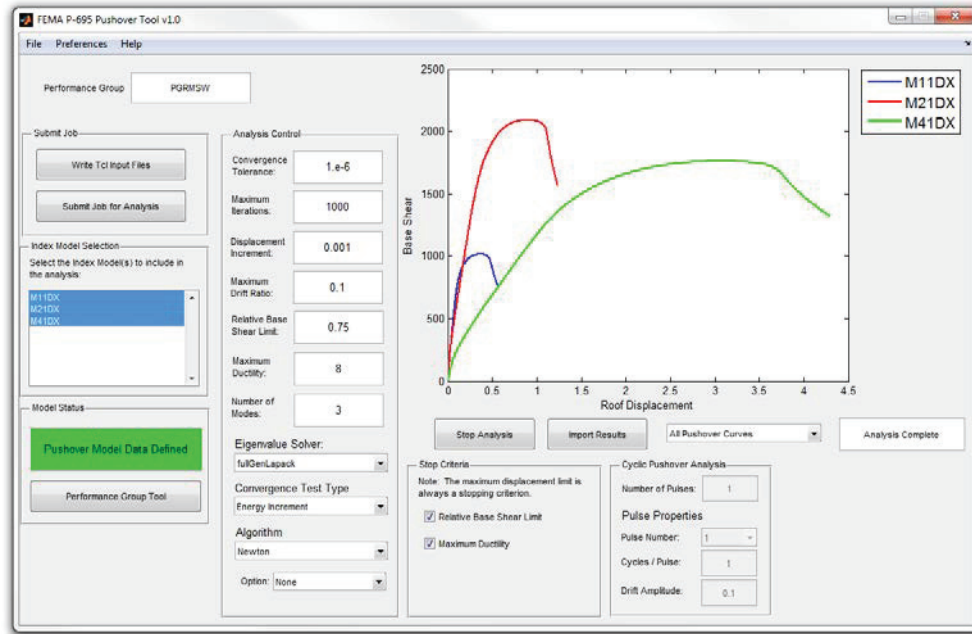 FEMA P-695 Pushover Tool v1.0
File Preferences Help
Performance Group
PGRMSW
Submit Job
Write Tcl Input Files
Submit Job for Analysis
Index Model Selection
Select the Index Model(s) to include in
the analysis:
M11DX
M21DX
M41DX
Model Status
Pushover Model Data Defined
Performance Group Tool
Analysis Control
Convergence
Tolerance:
1.e-6
Maximum
Iterations:
1000
Displacement
Increment:
0.001
Maximum
Drift Ratio:
0.1
Relative Base
Shear Limit:
0.75
Maximum
Ductility:
8
Number of
Modes:
3
Eigenvalue Solver:
fullGenLapack
Convergence Test Type
Energy Increment
Algorithm
Newton
Option: None
2500
2000
1500
1000
500
0
Base Shear
0 0.5 1 1.5 2 2.5 3 3.5 4 4.5
Roof Displacement
M11DX
M21DX
M41DX
Stop Analysis
Import Results
All Pushover Curves
Analysis Complete
Stop Criteria
Note: The maximum displacement limit is
always a stopping criterion.
Relative Base Shear Limit
Maximum Ductility
Cyclic Pushover Analysis
Number of Pulses: 1
Pulse Properties
Pulse Number: 1
Cycles / Pulse: 1
Drift Amplitude: 0.1